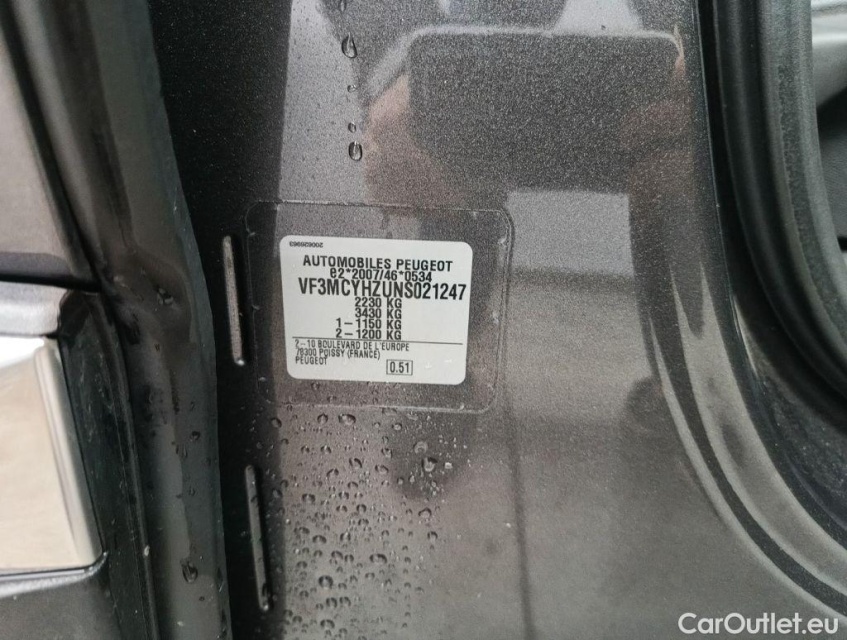 200626963
AUTOMOBILES PEUGEOT
e2*2007/46*0534
VF3MCYHZUNS021247
2230 KG
3430 KG
1-1150 KG
2-1200 KG
2-10 BOULEVARD DE L'EUROPE
78300 POISSY (FRANCE)
PEUGEOT
0.51
CarOutlet.eu